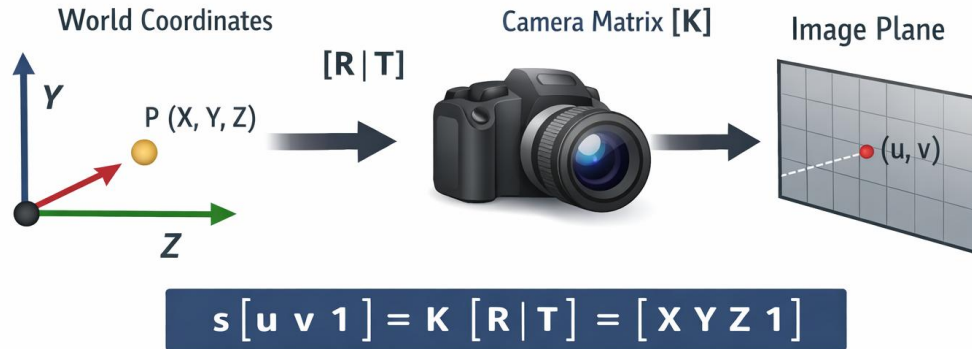 World Coordinates
Camera Matrix [K]
Image Plane
[R|T]
Y
P (X, Y, Z)
(u, v)
Z
s [u v 1] = K [R|T] = [X Y Z 1]